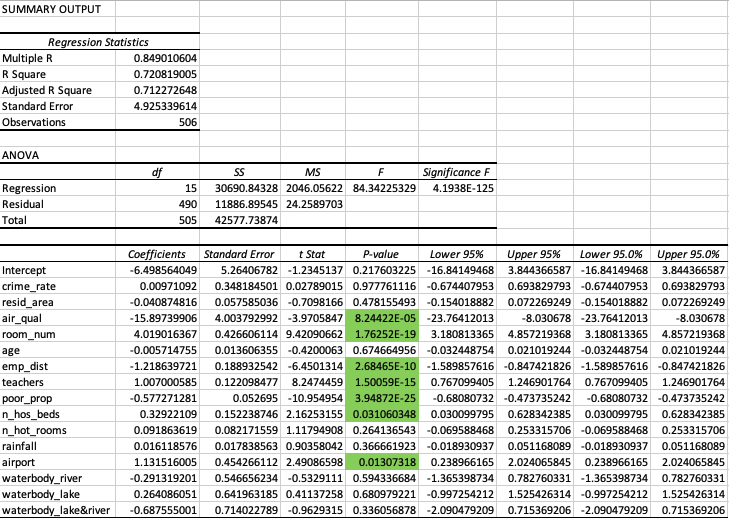 SUMMARY OUTPUT
Regression Statistics
Multiple R 0.849010604
R Square 0.720819005
Adjusted R Square 0.712272648
Standard Error 4.925339614
Observations 506
ANOVA
df SS MS F Significance F
Regression 15 30690.84328 2046.05622 84.34225329 4.1938E-125
Residual 490 11886.89545 24.2589703
Total 505 42577.73874
Coefficients Standard Error t Stat P-value Lower 95% Upper 95% Lower 95.0% Upper 95.0%
Intercept -6.498564049 5.26406782 -1.2345137 0.217603225 -16.84149468 3.844366587 -16.84149468 3.844366587
crime_rate 0.00971092 0.348184501 0.02789015 0.977761116 -0.674407953 0.693829793 -0.674407953 0.693829793
resid_area -0.040874816 0.057585036 -0.7098166 0.478155493 -0.154018882 0.072269249 -0.154018882 0.072269249
air_qual -15.89739906 4.003792992 -3.9705847 8.24422E-05 -23.76412013 -8.030678 -23.76412013 -8.030678
room_num 4.019016367 0.426606114 9.42090662 1.76252E-19 3.180813365 4.857219368 3.180813365 4.857219368
age -0.005714755 0.013606355 -0.4200063 0.674664956 -0.032448754 0.021019244 -0.032448754 0.021019244
emp_dist -1.218639721 0.188932542 -6.4501314 2.68465E-10 -1.589857616 -0.847421826 -1.589857616 -0.847421826
teachers 1.007000585 0.122098477 8.2474459 1.50059E-15 0.767099405 1.246901764 0.767099405 1.246901764
poor_prop -0.577271281 0.052695 -10.954954 3.94872E-25 -0.68080732 -0.473735242 -0.68080732 -0.473735242
n_hos_beds 0.32922109 0.152238746 2.16253155 0.031060348 0.030099795 0.628342385 0.030099795 0.628342385
n_hot_rooms 0.091863619 0.082171559 1.11794908 0.264136543 -0.069588468 0.253315706 -0.069588468 0.253315706
rainfall 0.016118576 0.017838563 0.90358042 0.366661923 -0.018930937 0.051168089 -0.018930937 0.051168089
airport 1.131516005 0.454266112 2.49086598 0.01307318 0.238966165 2.024065845 0.238966165 2.024065845
waterbody_river -0.291319201 0.546656234 -0.5329111 0.594336684 -1.365398734 0.782760331 -1.365398734 0.782760331
waterbody_lake 0.264086051 0.641963185 0.41137258 0.680979221 -0.997254212 1.525426314 -0.997254212 1.525426314
waterbody_lake&river -0.687555001 0.714022789 -0.9629315 0.336056878 -2.090479209 0.715369206 -2.090479209 0.715369206